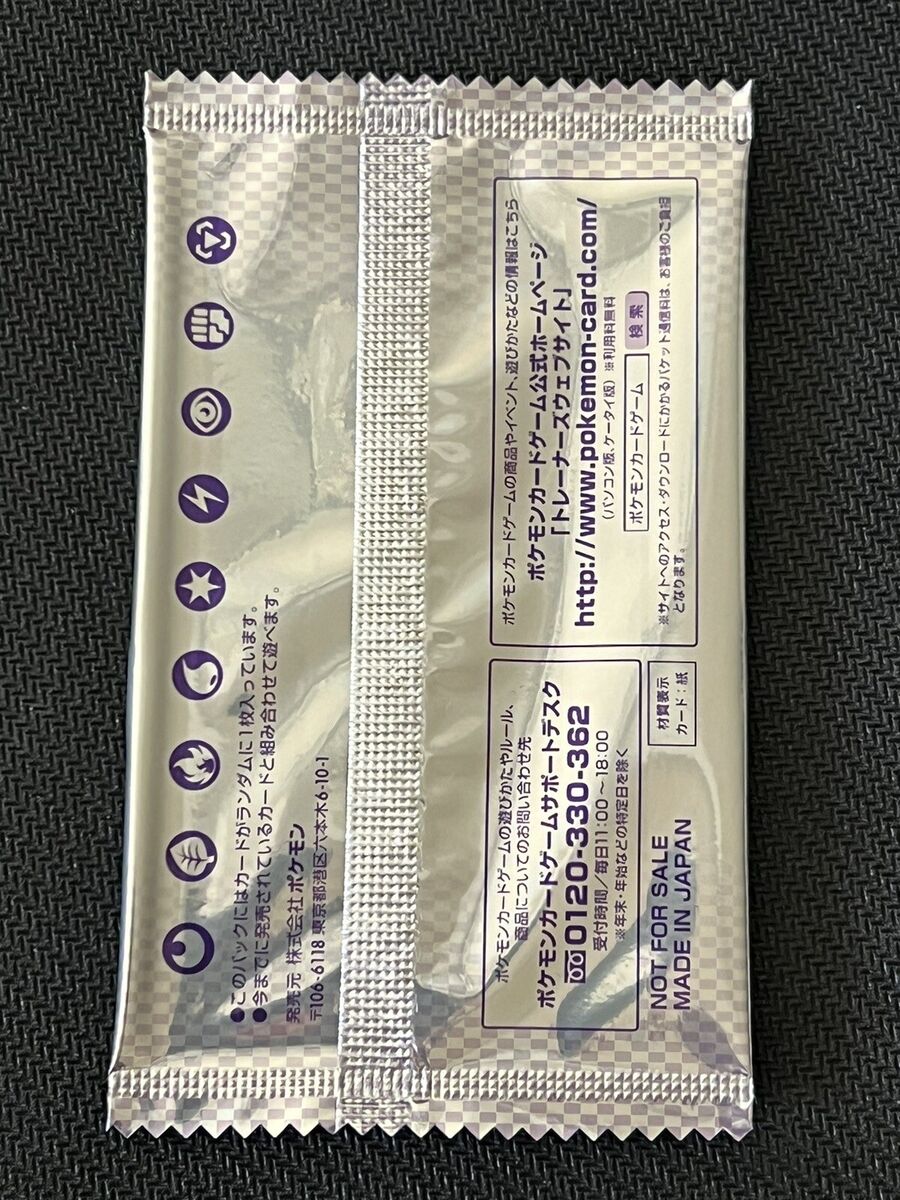 ●このパックにはカードがランダムに1枚入っています。
●今までに発売されているカードと組み合わせて遊べます。
発売元 株式会社ポケモン
〒106-6118 東京都港区六本木6-10-1
ポケモンカードゲームの商品やイベント、遊びかたなどの情報はこちら
ポケモンカードゲーム公式ホームページ
「トレーナーズウェブサイト」
http://www.pokemon-card.com/
(パソコン版、ケータイ版) ※利用料無料
ポケモンカードゲーム 検索
※サイトへのアクセス・ダウンロードにかかるパケット通信料は、お客様のご負担
となります。
ポケモンカードゲームの遊びかたやルール、
商品についてのお問い合わせ先
ポケモンカードゲームサポートデスク
0120-330-362
受付時間/毎日11:00～18:00
※年末・年始などの特定日を除く
材質表示
カード:紙
NOT FOR SALE
MADE IN JAPAN